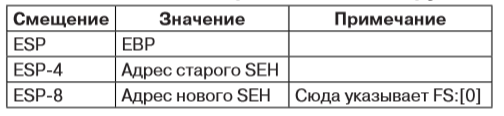 Смещение Значение Примечание
ESP EBP
ESP-4 Адрес старого SEH
ESP-8 Адрес нового SEH Сюда указывает FS:[0]